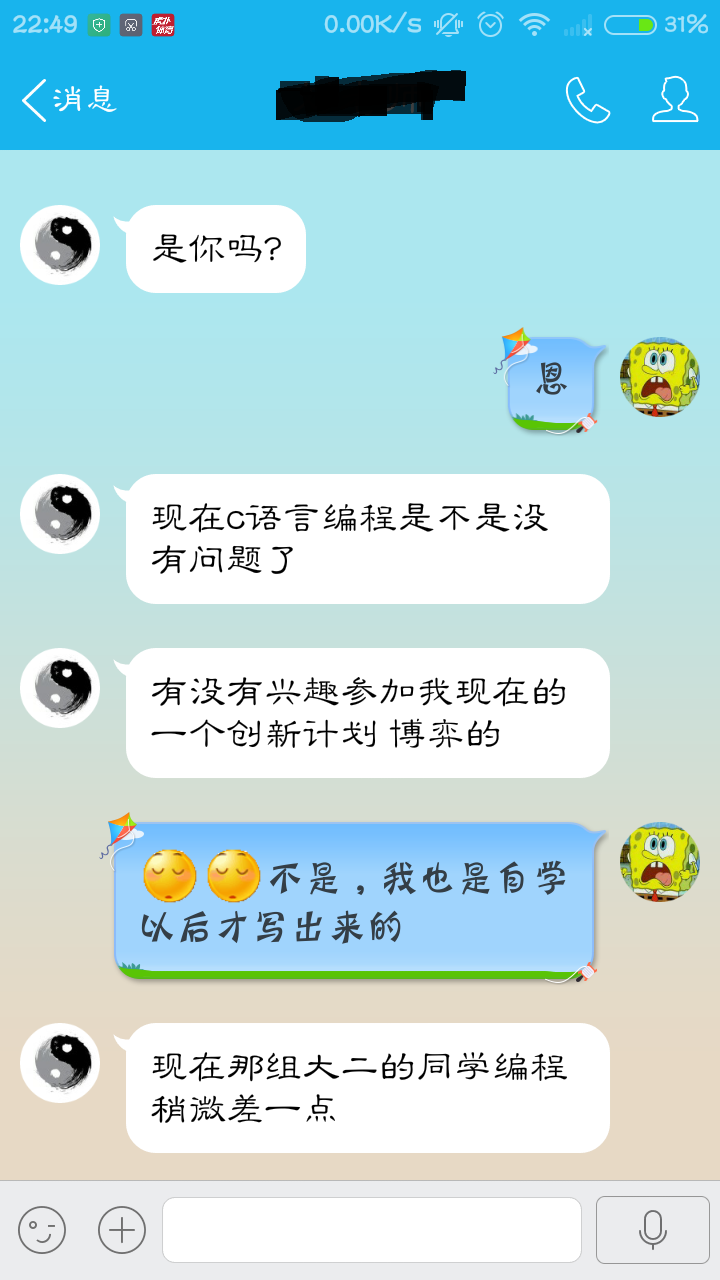 22:49
0.00K/s
31%
消息
是你吗?
恩
现在c语言编程是不是没
有问题了
有没有兴趣参加我现在的
一个创新计划 博弈的
不是，我也是自学
以后才写出来的
现在那组大二的同学编程
稍微差一点